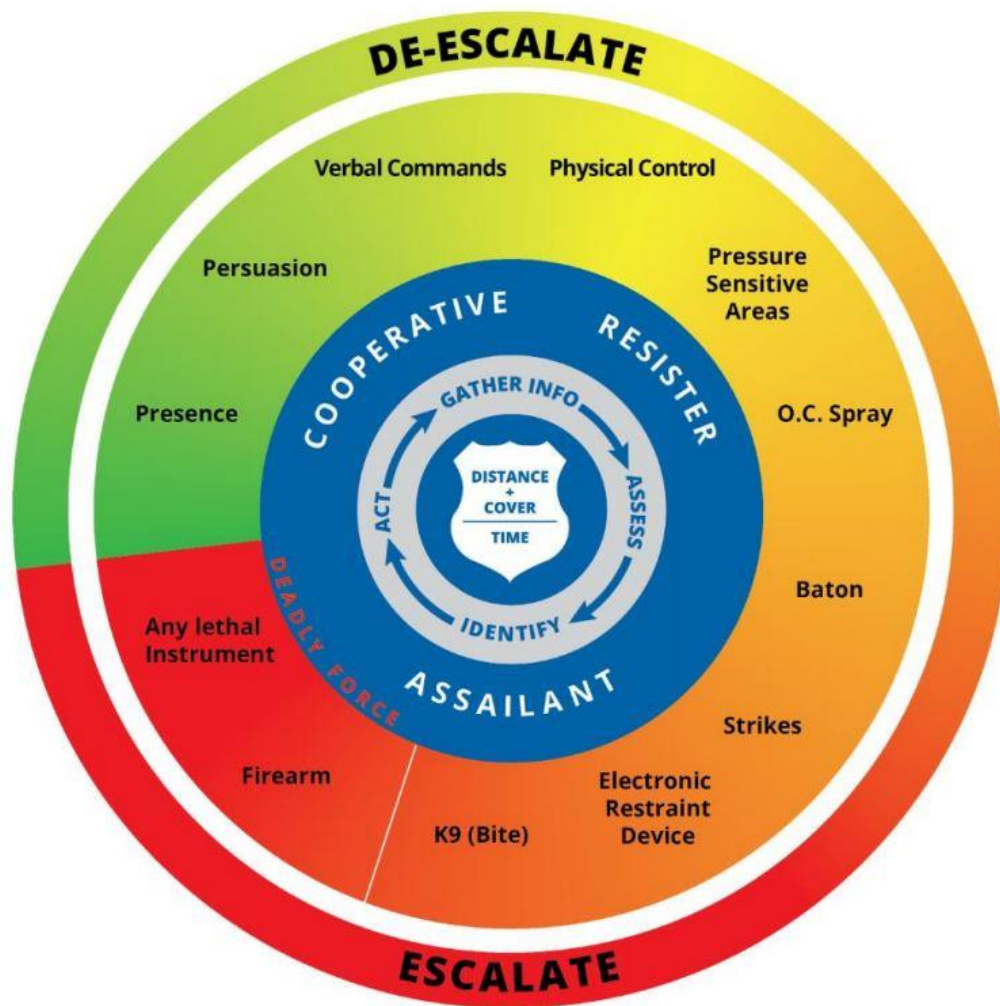 DE-ESCALATE
Verbal Commands
Physical Control
Persuasion
Pressure
Sensitive
Areas
Presence
O.C. Spray
Baton
Strikes
Electronic
Restraint
Device
K9 (Bite)
Firearm
Any lethal
Instrument
COOPERATIVE
RESISTER
ASSAILANT
DEADLY FORCE
GATHER INFO
ASSESS
IDENTIFY
ACT
DISTANCE
+
COVER
TIME
ESCALATE